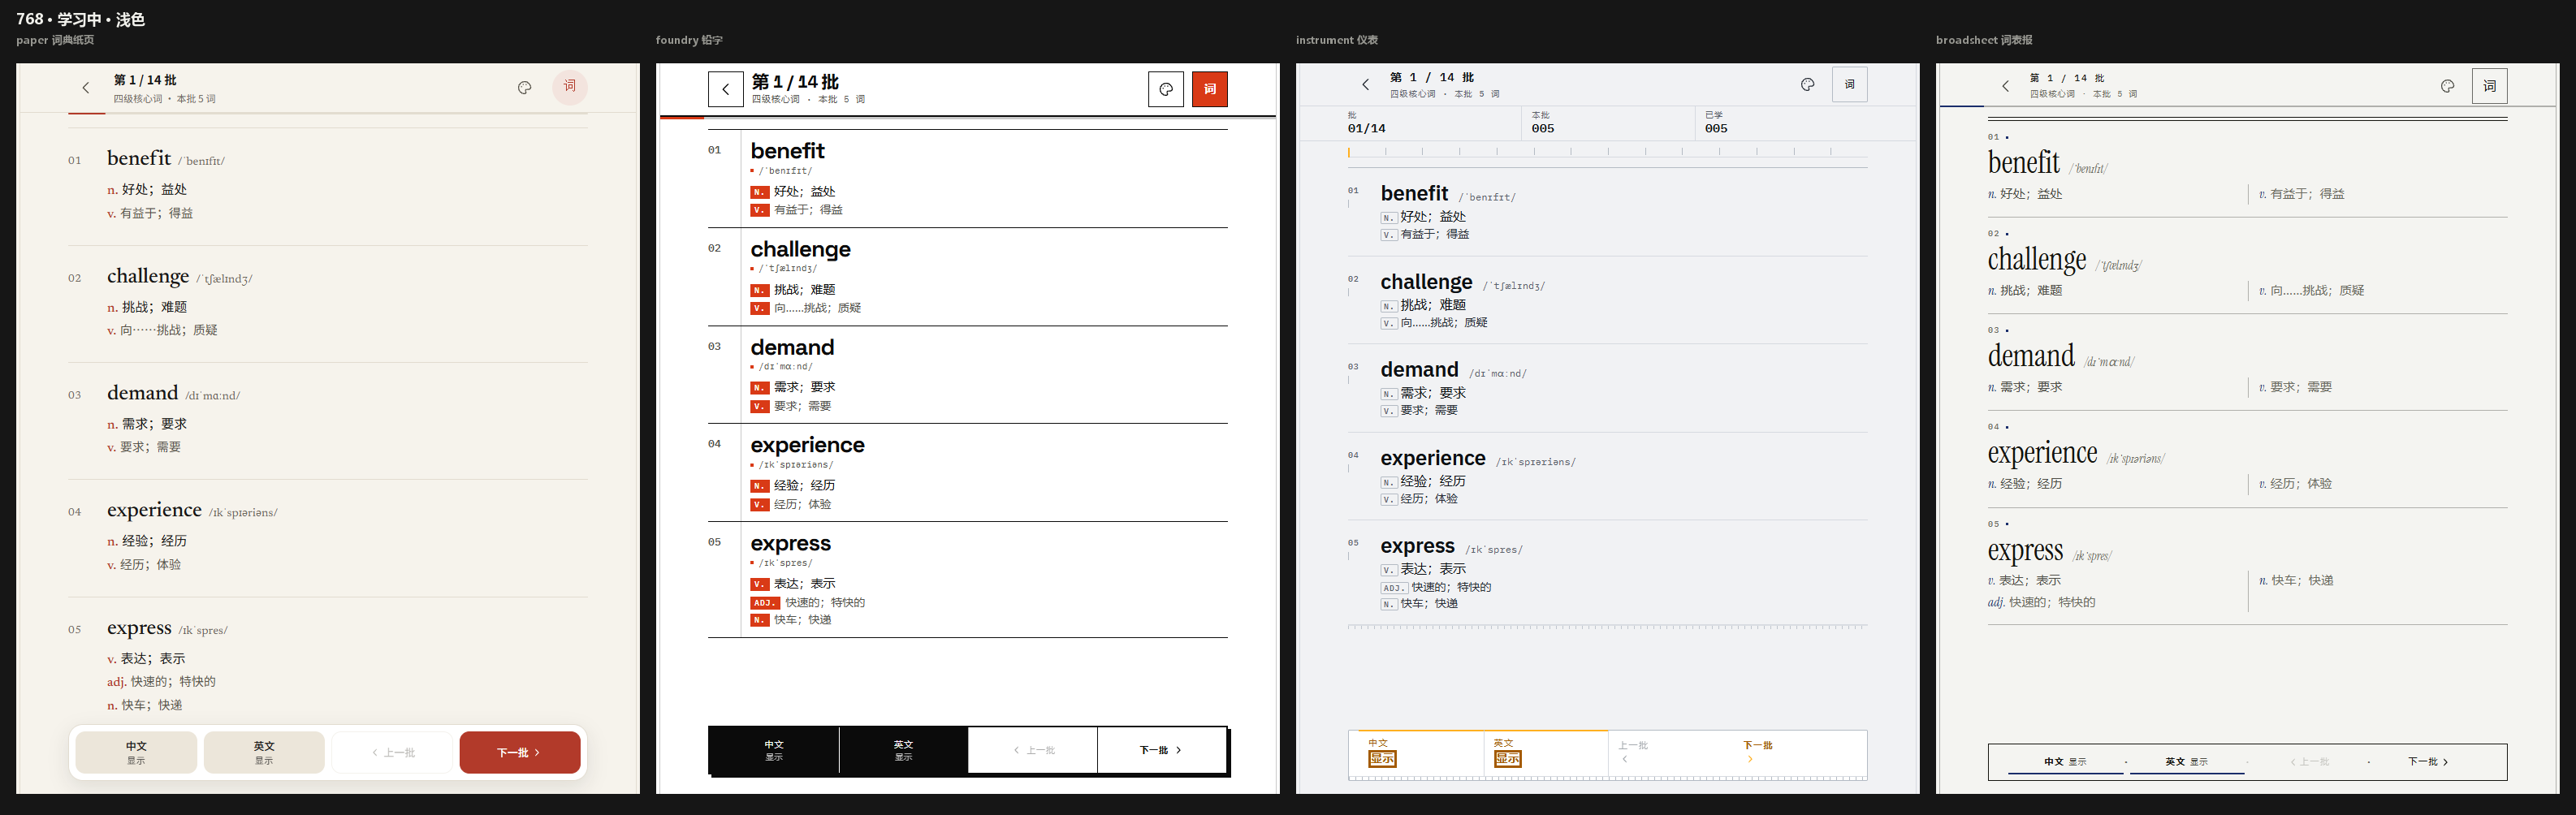 768 • 学习中 • 浅色
paper 词典纸页
第 1 / 14 批
四级核心词 • 本批 5 词
词
01
benefit /ˈbenɪfɪt/
n. 好处；益处
v. 有益于；得益
02
challenge /ˈtʃælɪndʒ/
n. 挑战；难题
v. 向……挑战；质疑
03
demand /dɪˈmɑːnd/
n. 需求；要求
v. 要求；需要
04
experience /ɪkˈspɪəriəns/
n. 经验；经历
v. 经历；体验
05
express /ɪkˈspres/
v. 表达；表示
adj. 快速的；特快的
n. 快车；快递
中文
显示
英文
显示
上一批
下一批
foundry 铅字
第 1 / 14 批
四级核心词 • 本批 5 词
词
01
benefit
/ˈbenɪfɪt/
N. 好处；益处
V. 有益于；得益
02
challenge
/ˈtʃælɪndʒ/
N. 挑战；难题
V. 向……挑战；质疑
03
demand
/dɪˈmɑːnd/
N. 需求；要求
V. 要求；需要
04
experience
/ɪkˈspɪəriəns/
N. 经验；经历
V. 经历；体验
05
express
/ɪkˈspres/
V. 表达；表示
ADJ. 快速的；特快的
N. 快车；快递
中文
显示
英文
显示
上一批
下一批
instrument 仪表
第 1 / 14 批
四级核心词 • 本批 5 词
词
批
01/14
本批
005
已学
005
01
benefit /ˈbenɪfɪt/
N. 好处；益处
V. 有益于；得益
02
challenge /ˈtʃælɪndʒ/
N. 挑战；难题
V. 向……挑战；质疑
03
demand /dɪˈmɑːnd/
N. 需求；要求
V. 要求；需要
04
experience /ɪkˈspɪəriəns/
N. 经验；经历
V. 经历；体验
05
express /ɪkˈspres/
V. 表达；表示
ADJ. 快速的；特快的
N. 快车；快递
中文
显示
英文
显示
上一批
下一批
broadsheet 词表报
第 1 / 14 批
四级核心词 · 本批 5 词
词
01
benefit /ˈbenɪfɪt/
n. 好处；益处
v. 有益于；得益
02
challenge /ˈtʃælɪndʒ/
n. 挑战；难题
v. 向……挑战；质疑
03
demand /dɪˈmɑːnd/
n. 需求；要求
v. 要求；需要
04
experience /ɪkˈspɪəriəns/
n. 经验；经历
v. 经历；体验
05
express /ɪkˈspres/
v. 表达；表示
adj. 快速的；特快的
n. 快车；快递
中文 显示
英文 显示
上一批
下一批